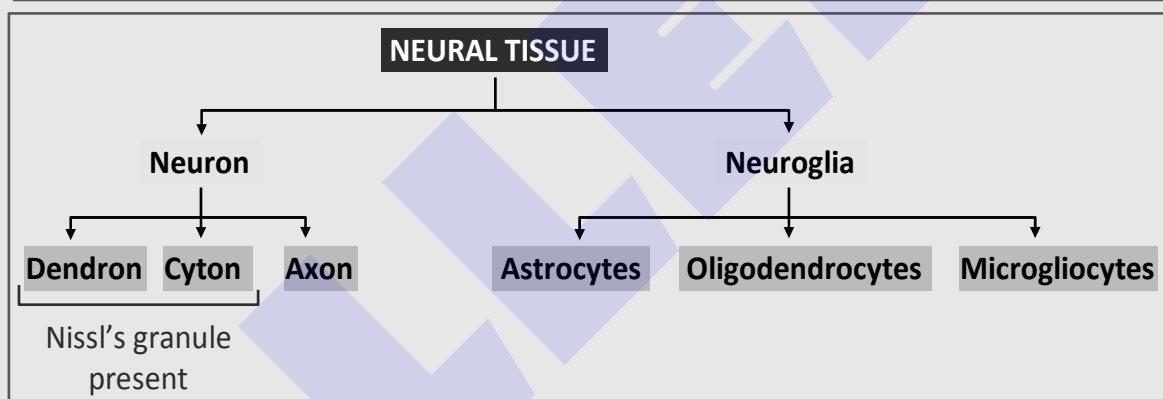 NEURAL TISSUE
Neuron
Neuroglia
Dendron
Cyton
Axon
Astrocytes
Oligodendrocytes
Microgliocytes
Nissl’s granule
present